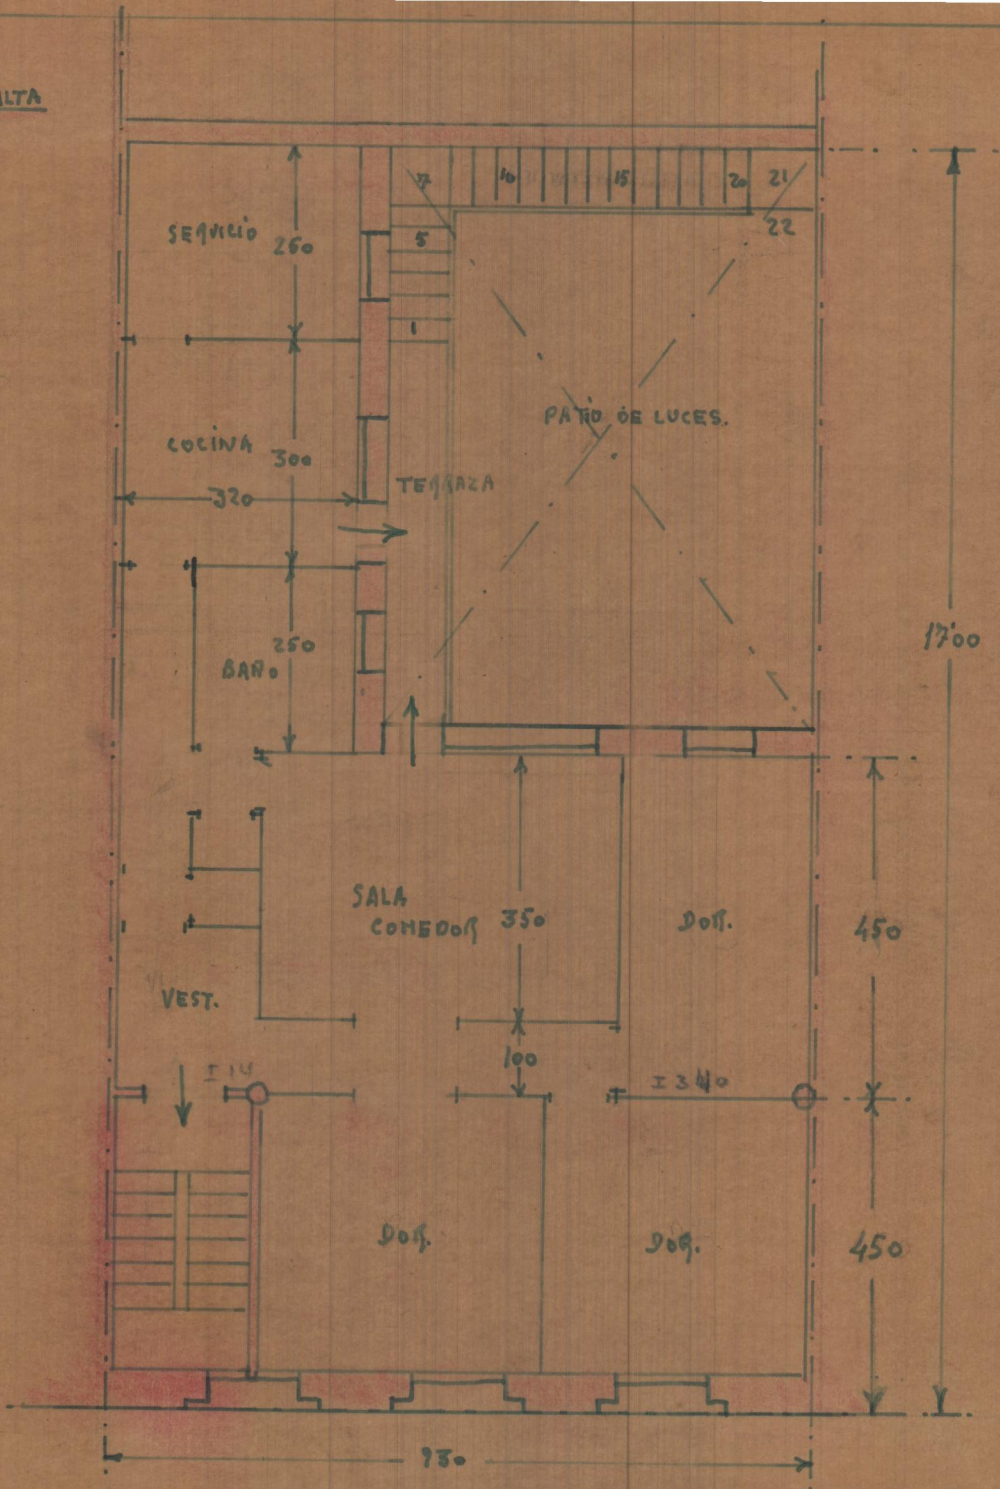 ALTA
7
10
15
20
21
22
5
1
SERVICIO
260
COCINA
300
320
TERRAZA
PATIO DE LUCES.
BAÑO
250
1700
SALA
COMEDOR
350
DOR.
450
VEST.
100
I 14
I 340
DOR.
DOR.
450
930